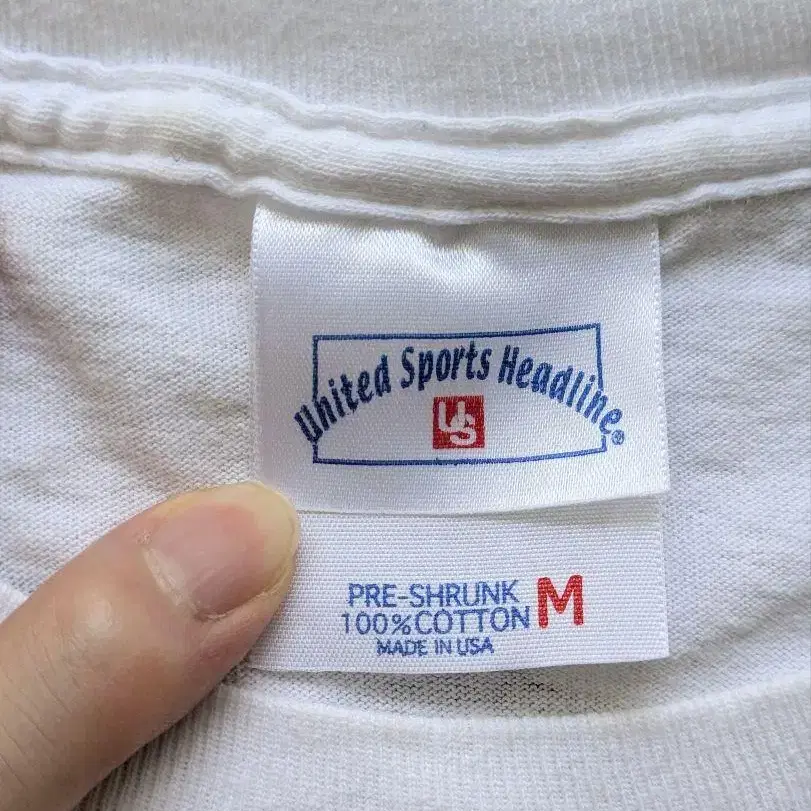 United Sports Headline®
US
PRE-SHRUNK
100% COTTON M
MADE IN USA